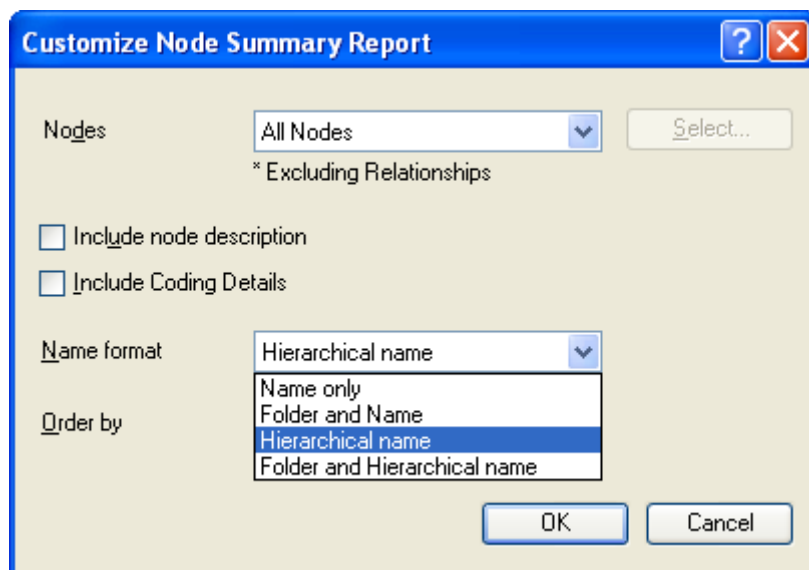 Customize Node Summary Report
Nodes All Nodes Select...
* Excluding Relationships
Include node description
Include Coding Details
Name format Hierarchical name
Name only
Folder and Name
Order by
Hierarchical name
Folder and Hierarchical name
OK Cancel